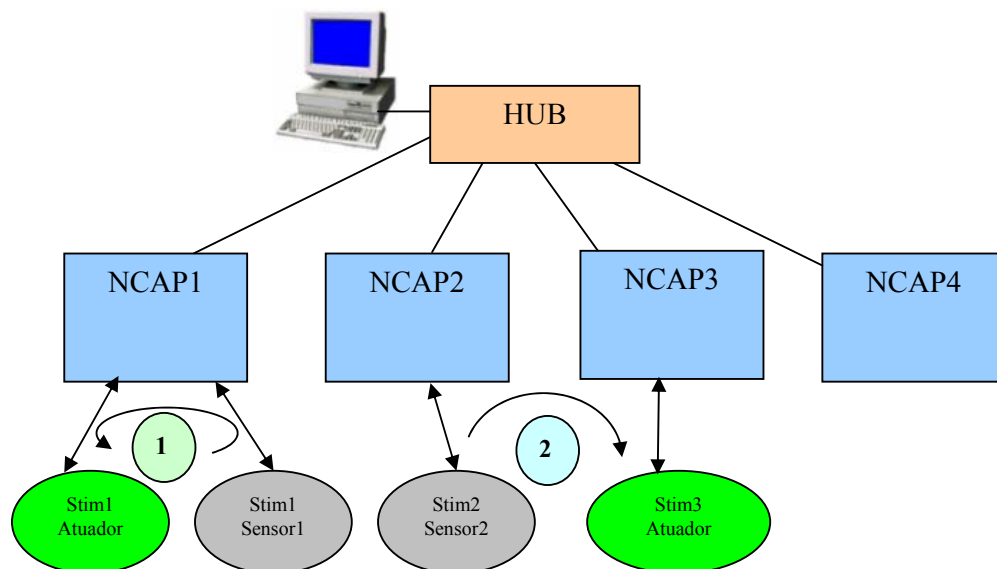 HUB
NCAP1
NCAP2
NCAP3
NCAP4
1
2
Stim1
Atuador
Stim1
Sensor1
Stim2
Sensor2
Stim3
Atuador